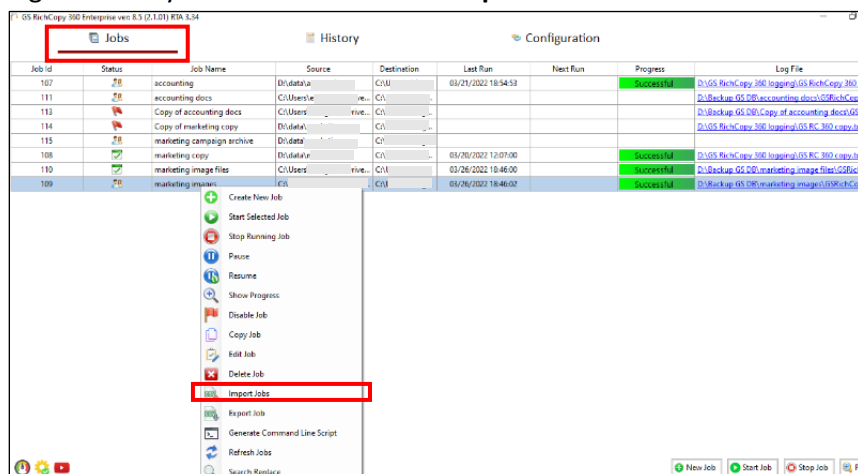 GS RichCopy 360 Enterprise ver: 8.5 (2.1.01) RTA 3.34
Jobs History Configuration
Job Id Status Job Name Source Destination Last Run Next Run Progress Log File
107 accounting D:\data\a C:\U 03/21/2022 18:54:53 Successful D:\GS RichCopy 360 logging\GS RichCopy 360
111 accounting docs C:\Users\e ve... C:\ D:\Backup GS DB\accounting docs\GSRichCop
113 Copy of accounting docs C:\Users rive... C:\ D:\Backup GS DB\Copy of accounting docs\GS
114 Copy of marketing copy D:\data\ C:\ D:\GS RichCopy 360 logging\GS RC 360 copy.t
115 marketing campaign archive D:\data\ C:\
108 marketing copy D:\data\ C:\ 03/20/2022 12:07:00 Successful D:\GS RichCopy 360 logging\GS RC 360 copy.t
110 marketing image files C:\Users rive... C:\ 03/26/2022 18:46:00 Successful D:\Backup GS DB\marketing image files\GSRic
109 marketing images C:\ C:\U 03/26/2022 18:46:02 Successful D:\Backup GS DB\marketing images\GSRichCo
Create New Job
Start Selected Job
Stop Running Job
Pause
Resume
Show Progress
Disable Job
Copy Job
Edit Job
Delete Job
Import Jobs
Export Job
Generate Command Line Script
Refresh Jobs
Search Replace
New Job Start Job Stop Job